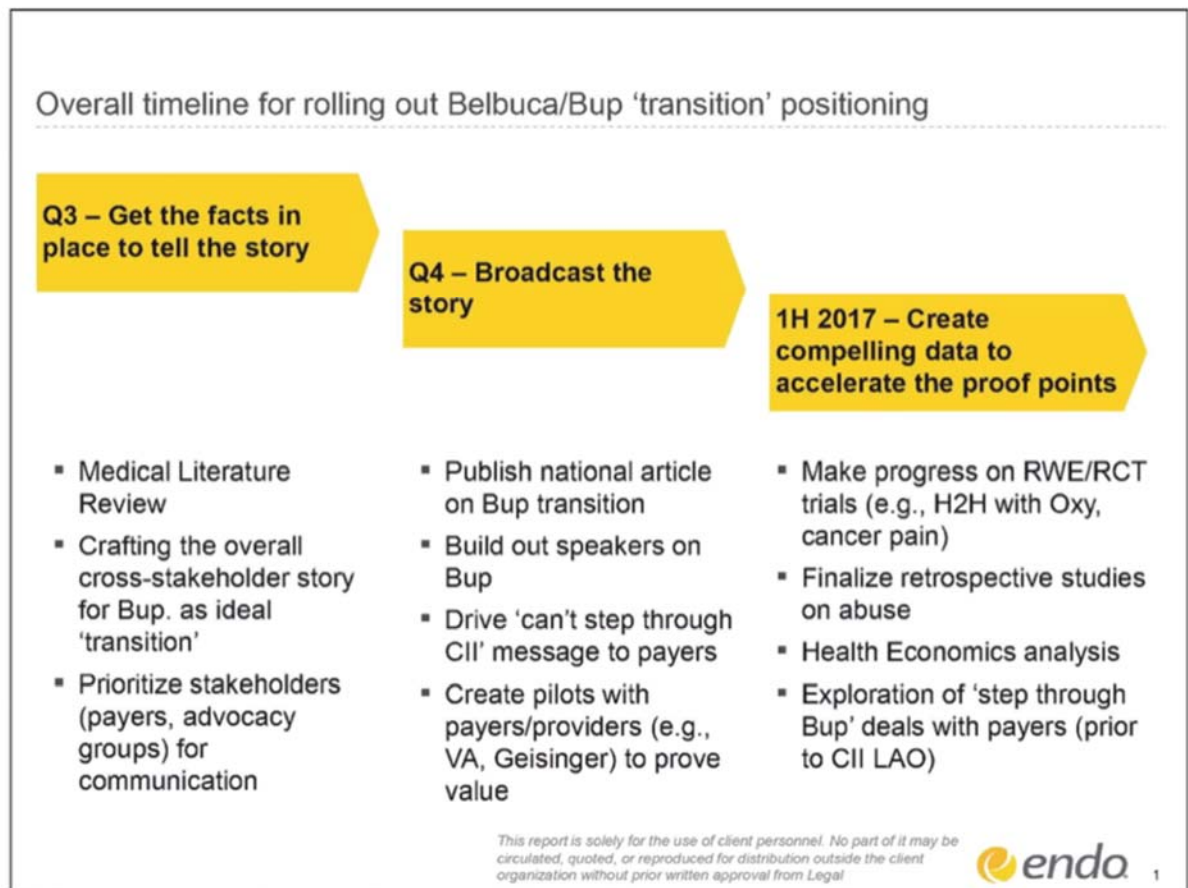 Overall timeline for rolling out Belbuca/Bup ‘transition’ positioning
Q3 – Get the facts in
place to tell the story
Q4 – Broadcast the
story
1H 2017 – Create
compelling data to
accelerate the proof points
▪ Medical Literature
Review
▪ Crafting the overall
cross-stakeholder story
for Bup. as ideal
‘transition’
▪ Prioritize stakeholders
(payers, advocacy
groups) for
communication
▪ Publish national article
on Bup transition
▪ Build out speakers on
Bup
▪ Drive ‘can’t step through
CII’ message to payers
▪ Create pilots with
payers/providers (e.g.,
VA, Geisinger) to prove
value
▪ Make progress on RWE/RCT
trials (e.g., H2H with Oxy,
cancer pain)
▪ Finalize retrospective studies
on abuse
▪ Health Economics analysis
▪ Exploration of ‘step through
Bup’ deals with payers (prior
to CII LAO)
This report is solely for the use of client personnel. No part of it may be
circulated, quoted, or reproduced for distribution outside the client
organization without prior written approval from Legal
endo.
1